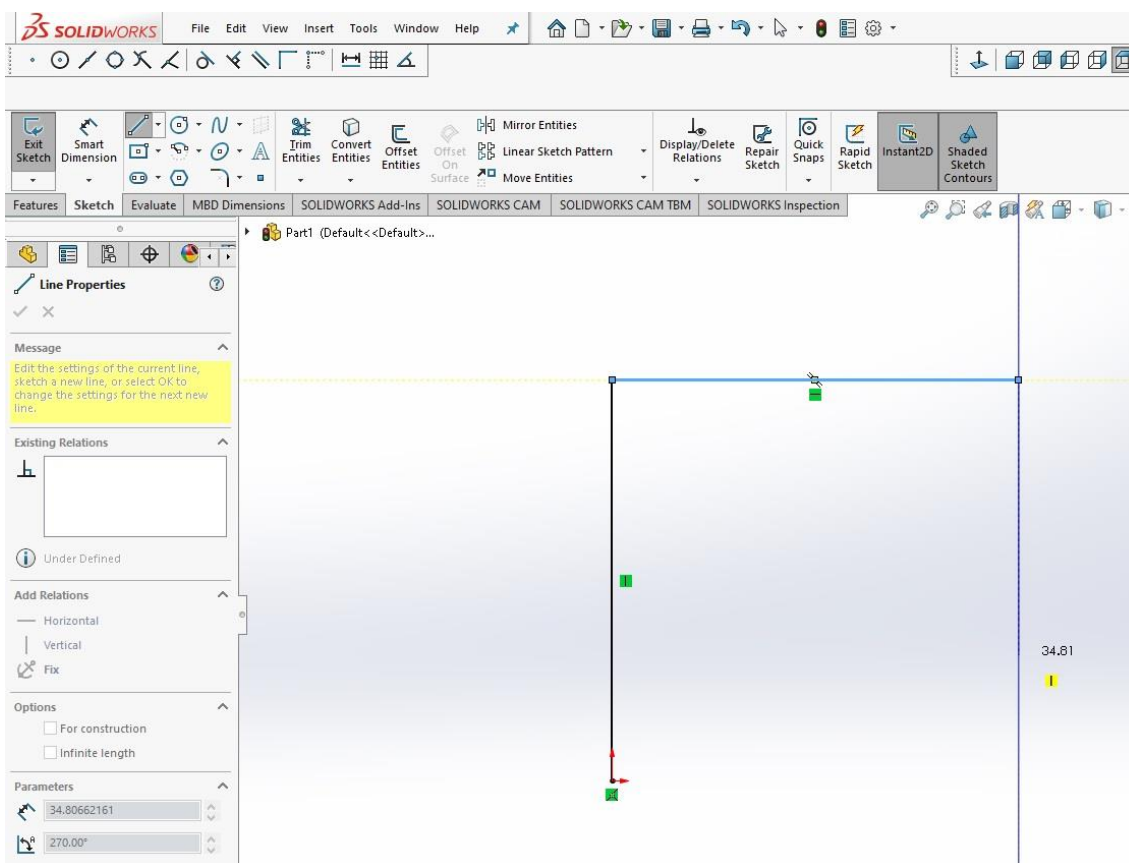 SOLIDWORKS File Edit View Insert Tools Window Help
Exit Sketch
Smart Dimension
Trim Entities
Convert Entities
Offset Entities
Offset On Surface
Mirror Entities
Linear Sketch Pattern
Move Entities
Display/Delete Relations
Repair Sketch
Quick Snaps
Rapid Sketch
Instant2D
Shaded Sketch Contours
Features Sketch Evaluate MBD Dimensions SOLIDWORKS Add-Ins SOLIDWORKS CAM SOLIDWORKS CAM TBM SOLIDWORKS Inspection
Part1 (Default<<Default>...
Line Properties
Message
Edit the settings of the current line,
sketch a new line, or select OK to
change the settings for the next new
line.
Existing Relations
Under Defined
Add Relations
Horizontal
Vertical
Fix
34.81
Options
For construction
Infinite length
Parameters
34.80662161
270.00°